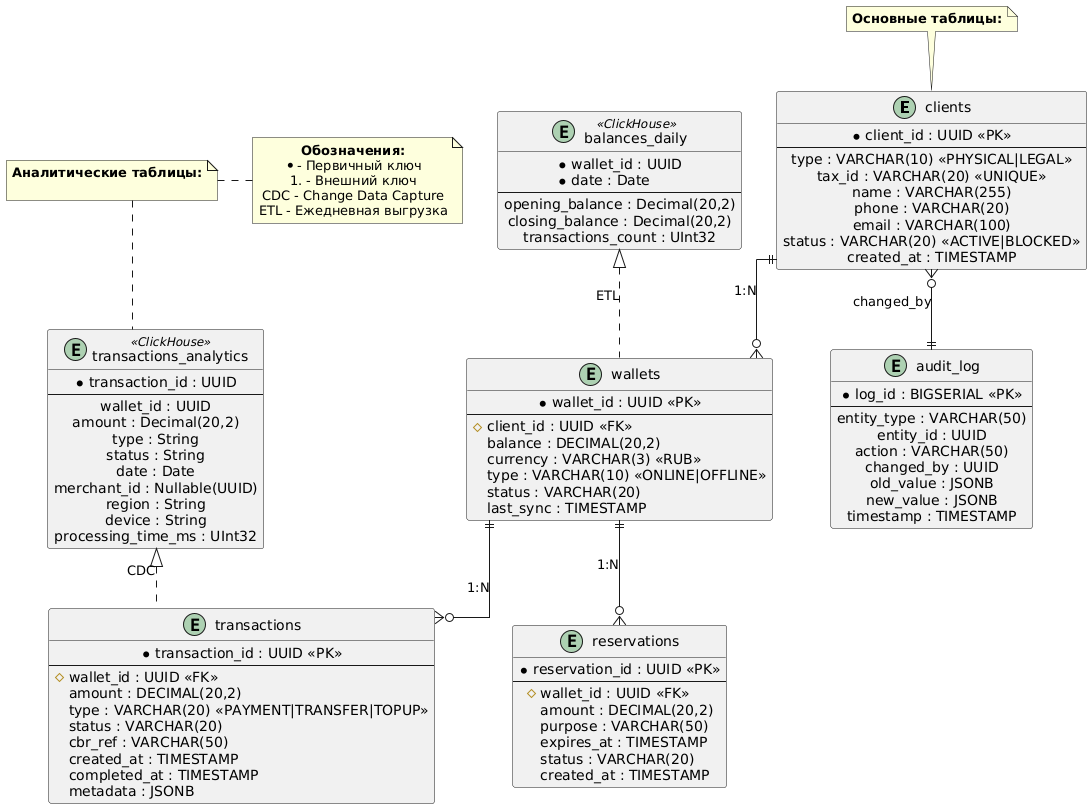 Основные таблицы:
E clients
client_id : UUID «PK»
type : VARCHAR(10) «PHYSICAL|LEGAL»
tax_id : VARCHAR(20) «UNIQUE»
name : VARCHAR(255)
phone : VARCHAR(20)
email : VARCHAR(100)
status : VARCHAR(20) «ACTIVE|BLOCKED»
created_at : TIMESTAMP
«ClickHouse»
E balances_daily
wallet_id : UUID
date : Date
opening_balance : Decimal(20,2)
closing_balance : Decimal(20,2)
transactions_count : UInt32
Аналитические таблицы:
Обозначения:
• - Первичный ключ
1. - Внешний ключ
CDC - Change Data Capture
ETL - Ежедневная выгрузка
ETL
1:N
changed_by
«ClickHouse»
E transactions_analytics
transaction_id : UUID
wallet_id : UUID
amount : Decimal(20,2)
type : String
status : String
date : Date
merchant_id : Nullable(UUID)
region : String
device : String
processing_time_ms : UInt32
E wallets
wallet_id : UUID «PK»
client_id : UUID «FK»
balance : DECIMAL(20,2)
currency : VARCHAR(3) «RUB»
type : VARCHAR(10) «ONLINE|OFFLINE»
status : VARCHAR(20)
last_sync : TIMESTAMP
E audit_log
log_id : BIGSERIAL «PK»
entity_type : VARCHAR(50)
entity_id : UUID
action : VARCHAR(50)
changed_by : UUID
old_value : JSONB
new_value : JSONB
timestamp : TIMESTAMP
CDC
1:N
1:N
E transactions
transaction_id : UUID «PK»
wallet_id : UUID «FK»
amount : DECIMAL(20,2)
type : VARCHAR(20) «PAYMENT|TRANSFER|TOPUP»
status : VARCHAR(20)
cbr_ref : VARCHAR(50)
created_at : TIMESTAMP
completed_at : TIMESTAMP
metadata : JSONB
E reservations
reservation_id : UUID «PK»
wallet_id : UUID «FK»
amount : DECIMAL(20,2)
purpose : VARCHAR(50)
expires_at : TIMESTAMP
status : VARCHAR(20)
created_at : TIMESTAMP